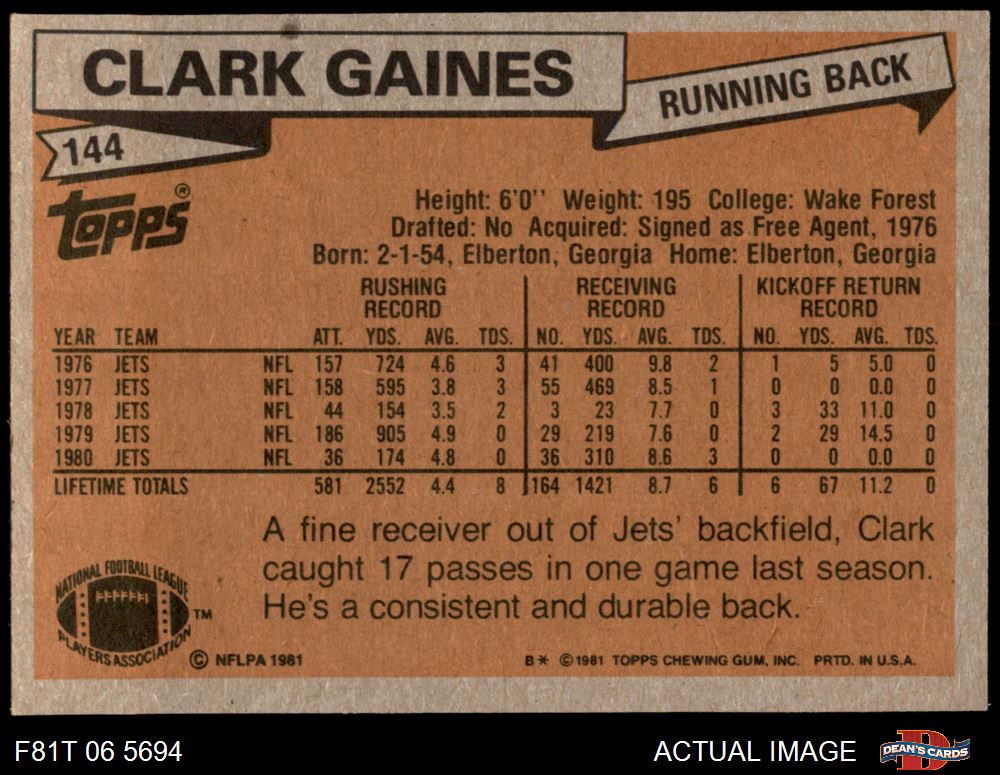 CLARK GAINES
RUNNING BACK
144
TOPPS®
Height: 6'0'' Weight: 195 College: Wake Forest
Drafted: No Acquired: Signed as Free Agent, 1976
Born: 2-1-54, Elberton, Georgia Home: Elberton, Georgia
RUSHING RECORD RECEIVING RECORD KICKOFF RETURN RECORD
YEAR TEAM ATT. YDS. AVG. TDS. NO. YDS. AVG. TDS. NO. YDS. AVG. TDS.
1976 JETS NFL 157 724 4.6 3 41 400 9.8 2 1 5 5.0 0
1977 JETS NFL 158 595 3.8 3 55 469 8.5 1 0 0 0.0 0
1978 JETS NFL 44 154 3.5 2 3 23 7.7 0 3 33 11.0 0
1979 JETS NFL 186 905 4.9 0 29 219 7.6 0 2 29 14.5 0
1980 JETS NFL 36 174 4.8 0 36 310 8.6 3 0 0 0.0 0
LIFETIME TOTALS 581 2552 4.4 8 164 1421 8.7 6 6 67 11.2 0
A fine receiver out of Jets' backfield, Clark
caught 17 passes in one game last season.
He's a consistent and durable back.
NATIONAL FOOTBALL LEAGUE
PLAYERS ASSOCIATION
TM
© NFLPA 1981
B* ©1981 TOPPS CHEWING GUM, INC. PRTD. IN U.S.A.
F81T 06 5694
ACTUAL IMAGE
D
DEAN'S CARDS